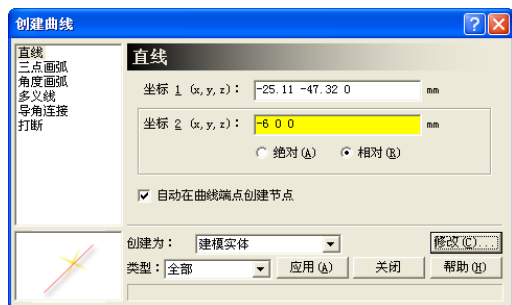 创建曲线
直线
三点画弧
角度画弧
多义线
导角连接
打断
直线
坐标 1 (x, y, z): -25.11 -47.32 0 mm
坐标 2 (x, y, z): -6 0 0 mm
绝对(A) 相对(R)
自动在曲线端点创建节点
创建为: 建模实体 修改(C)...
类型: 全部 应用(A) 关闭 帮助(H)